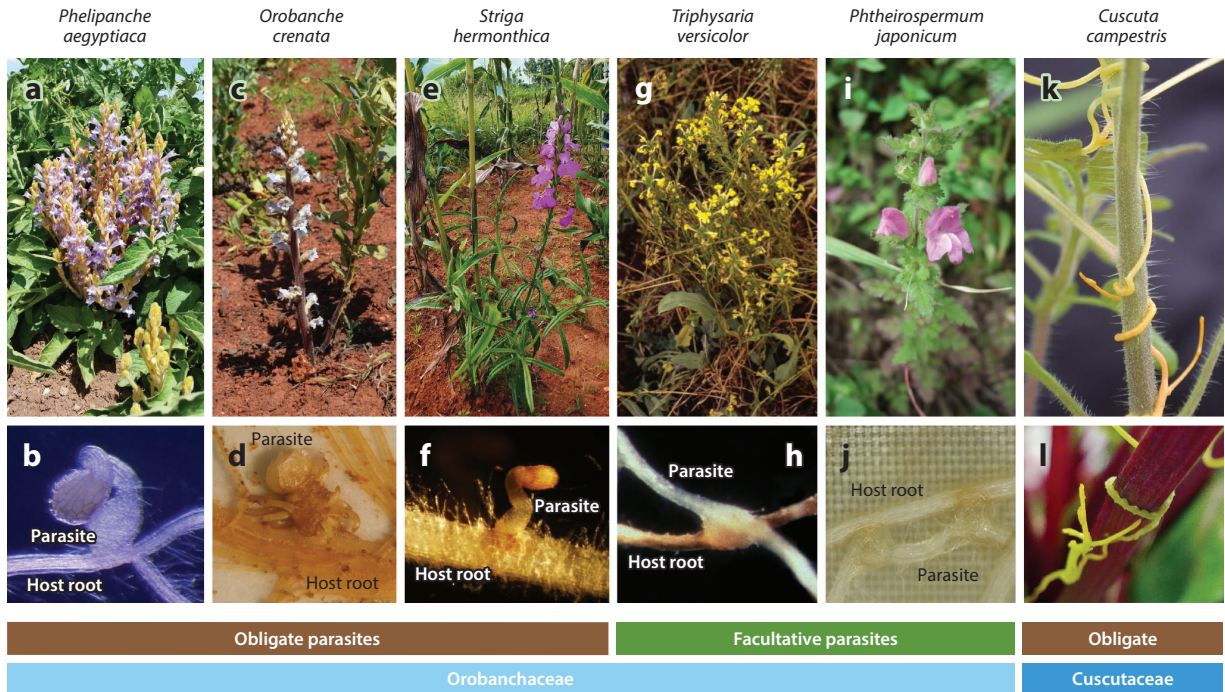 Phelipanche
aegyptiaca
Orobanche
crenata
Striga
hermonthica
Triphysaria
versicolor
Phtheirospermum
japonicum
Cuscuta
campestris
a
c
e
g
i
k
b
Parasite
Host root
d
Parasite
Host root
f
Parasite
Host root
h
Parasite
Host root
j
Host root
Parasite
l
Obligate parasites
Facultative parasites
Obligate
Orobanchaceae
Cuscutaceae